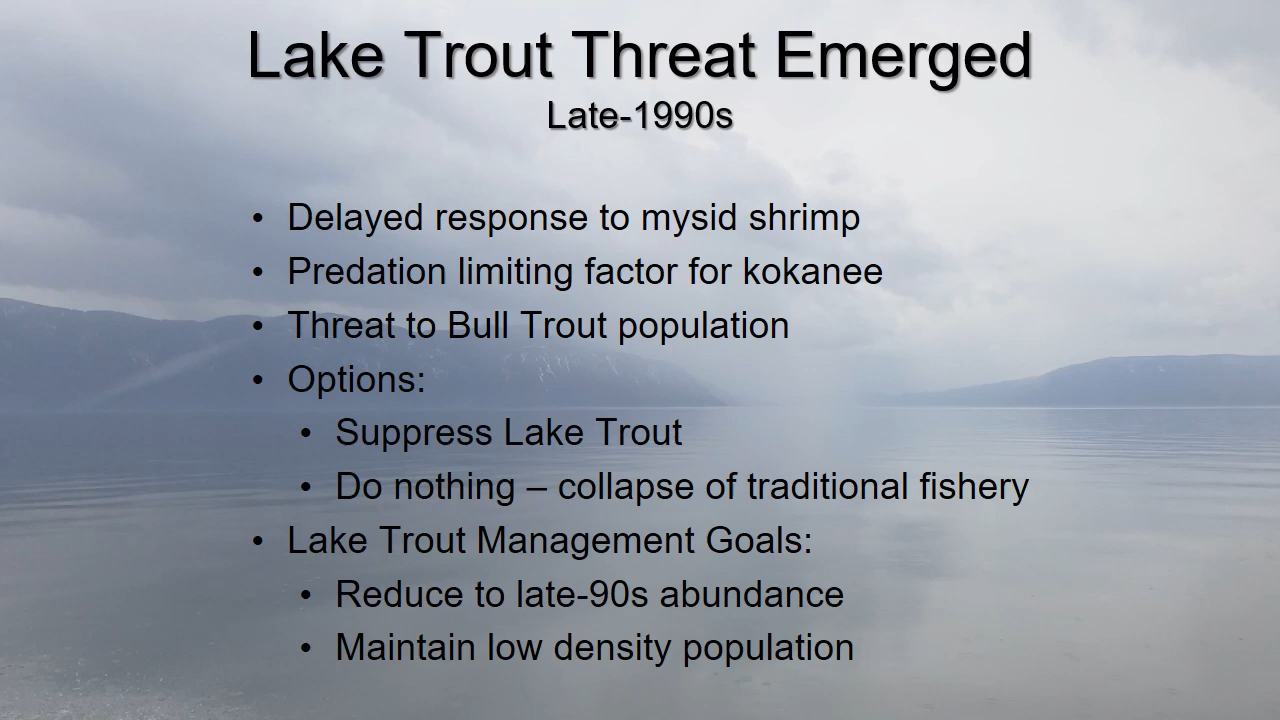 Lake Trout Threat Emerged
Late-1990s
• Delayed response to mysid shrimp
• Predation limiting factor for kokanee
• Threat to Bull Trout population
• Options:
• Suppress Lake Trout
• Do nothing – collapse of traditional fishery
• Lake Trout Management Goals:
• Reduce to late-90s abundance
• Maintain low density population